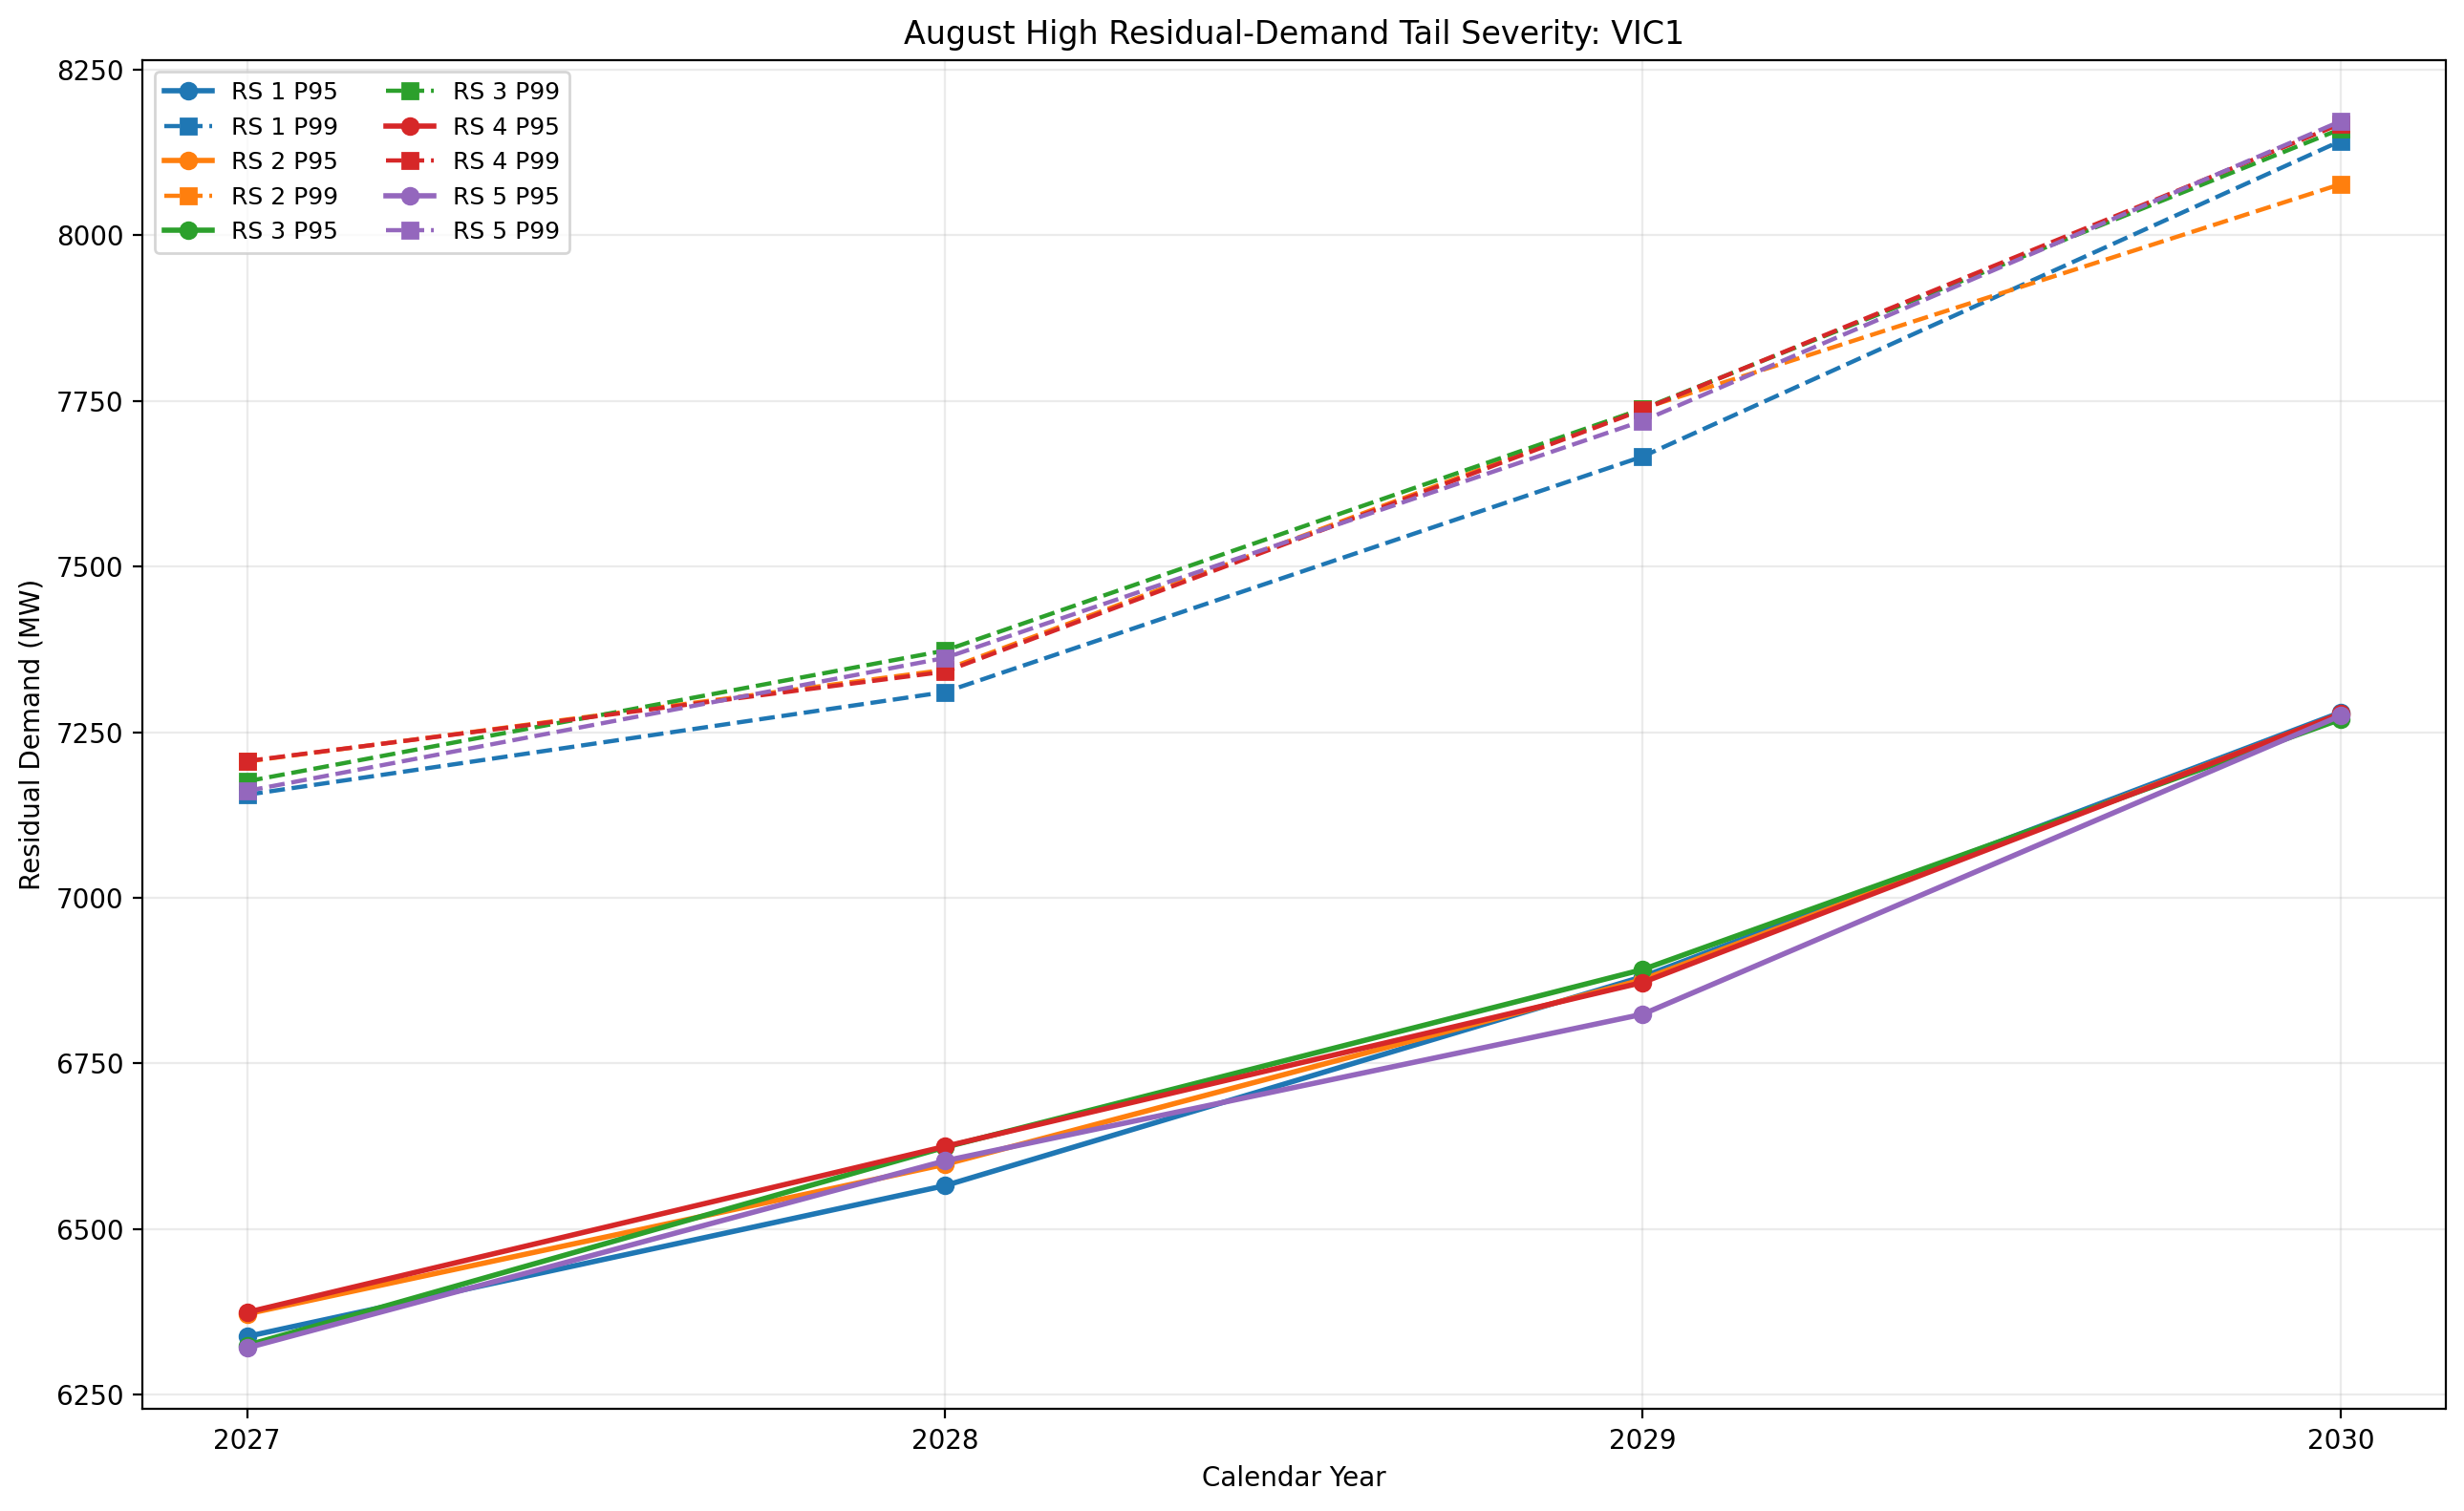 August High Residual-Demand Tail Severity: VIC1
8250
8000
7750
7500
7250
7000
6750
6500
6250
Residual Demand (MW)
RS 1 P95
RS 1 P99
RS 2 P95
RS 2 P99
RS 3 P95
RS 3 P99
RS 4 P95
RS 4 P99
RS 5 P95
RS 5 P99
2027
2028
2029
2030
Calendar Year